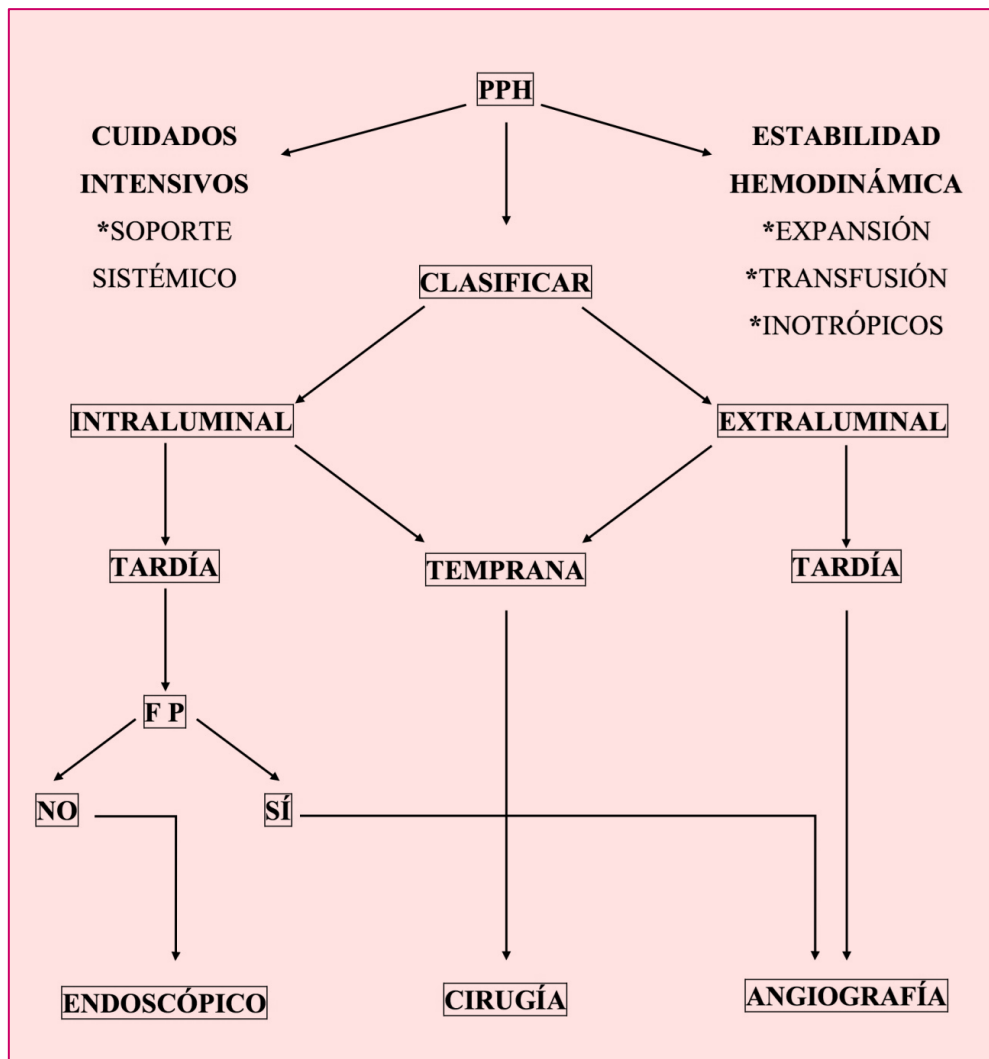 PPH
CUIDADOS
INTENSIVOS
*SOPORTE
SISTÉMICO
ESTABILIDAD
HEMODINÁMICA
*EXPANSIÓN
*TRANSFUSIÓN
*INOTRÓPICOS
CLASIFICAR
INTRALUMINAL
EXTRALUMINAL
TARDÍA
TEMPRANA
TARDÍA
F P
NO
SÍ
ENDOSCÓPICO
CIRUGÍA
ANGIOGRAFÍA